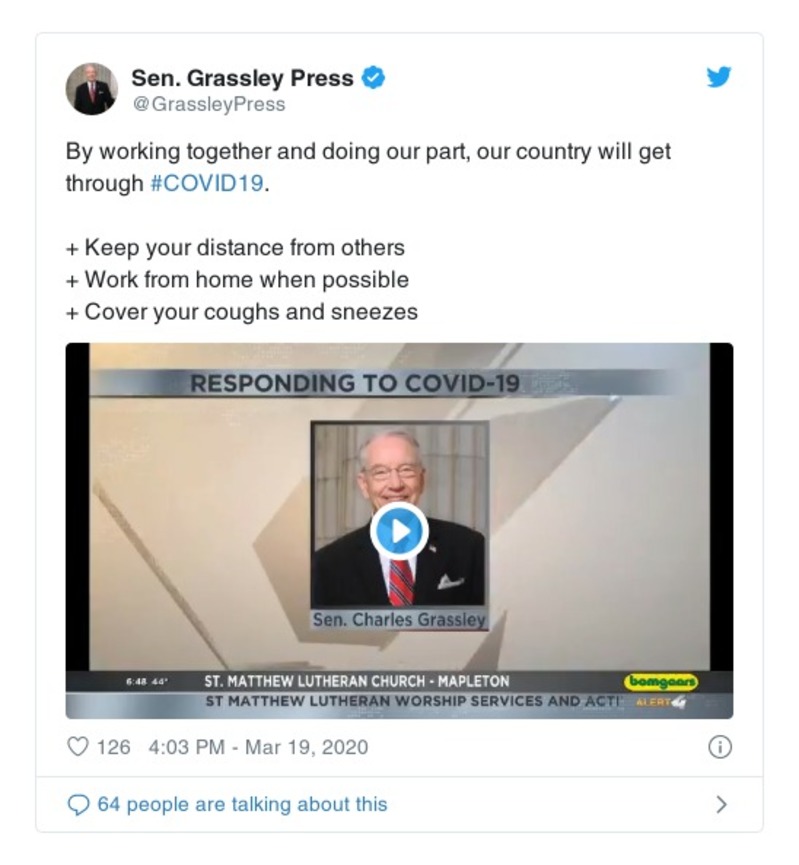 Sen. Grassley Press
@GrassleyPress
By working together and doing our part, our country will get
through #COVID19.
+ Keep your distance from others
+ Work from home when possible
+ Cover your coughs and sneezes
RESPONDING TO COVID-19
Sen. Charles Grassley
6:48 44°
ST. MATTHEW LUTHERAN CHURCH - MAPLETON
bomgaars
ST MATTHEW LUTHERAN WORSHIP SERVICES AND ACTI
ALERT
126 4:03 PM - Mar 19, 2020
64 people are talking about this